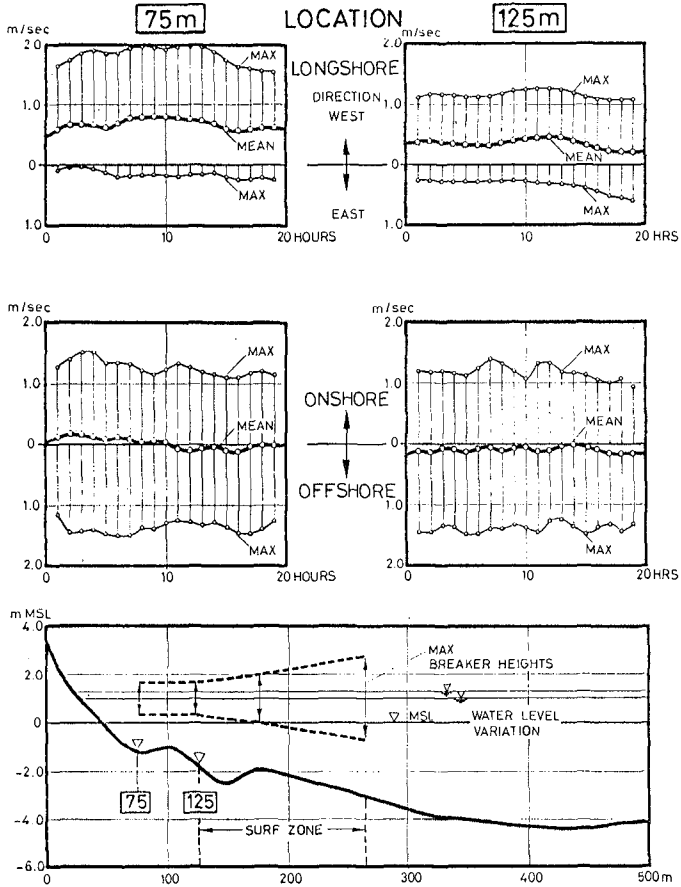 75m LOCATION 125m
m/sec m/sec
2.0 2.0
MAX
LONGSHORE
MAX
DIRECTION
WEST
1.0 1.0
MEAN
MEAN
0 0
MAX
EAST
MAX
1.0 1.0
0 10 20 HOURS 0 10 20 HRS
m/sec m/sec
2.0 2.0
MAX
MAX
1.0 1.0
ONSHORE
MEAN
MEAN
0 0
OFFSHORE
1.0 1.0
MAX
MAX
2.0 2.0
0 10 20 HOURS 0 10 20 HRS
m MSL
4.0
MAX
BREAKER HEIGHTS
2.0
MSL WATER LEVEL
VARIATION
0
-2.0
75 125
-4.0
SURF ZONE
-6.0
0 100 200 300 400 500 m